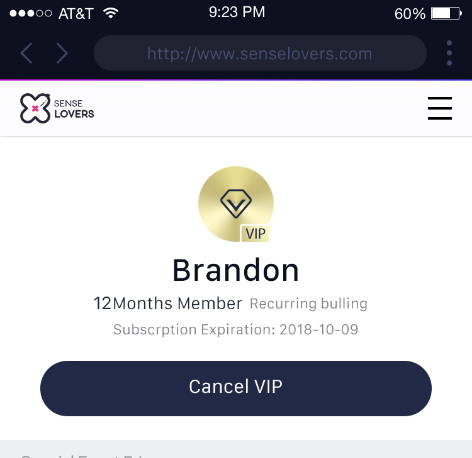 AT&T 9:23 PM 60%
http://www.senselovers.com
SENSE
LOVERS
VIP
Brandon
12Months Member Recurring bulling
Subscrption Expiration: 2018-10-09
Cancel VIP